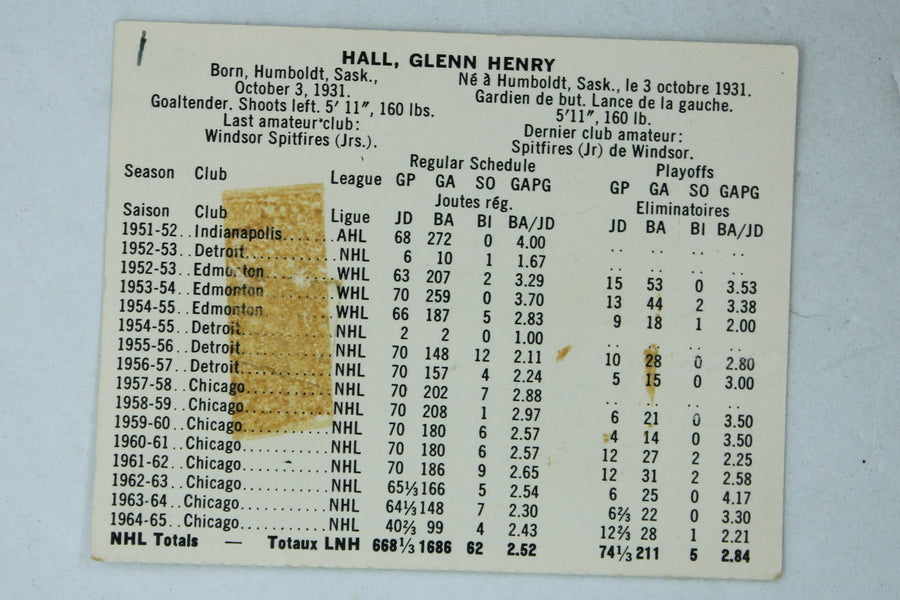 HALL, GLENN HENRY
Born, Humboldt, Sask.,
October 3, 1931.
Goaltender. Shoots left. 5' 11", 160 lbs.
Last amateur club:
Windsor Spitfires (Jrs.).
Né à Humboldt, Sask., le 3 octobre 1931.
Gardien de but. Lance de la gauche.
5'11", 160 lb.
Dernier club amateur:
Spitfires (Jr) de Windsor.
Regular Schedule Playoffs
Season Club League GP GA SO GAPG GP GA SO GAPG
Joutes rég. Eliminatoires
Saison Club Ligue JD BA BI BA/JD JD BA BI BA/JD
1951-52..Indianapolis.......AHL 68 272 0 4.00 .. .. .. ..
1952-53..Detroit............NHL 6 10 1 1.67 .. .. .. ..
1952-53..Edmonton...........WHL 63 207 2 3.29 15 53 0 3.53
1953-54..Edmonton...........WHL 70 259 0 3.70 13 44 2 3.38
1954-55..Edmonton...........WHL 66 187 5 2.83 9 18 1 2.00
1954-55..Detroit............NHL 2 2 0 1.00 .. .. .. ..
1955-56..Detroit............NHL 70 148 12 2.11 10 28 0 2.80
1956-57..Detroit............NHL 70 157 4 2.24 5 15 0 3.00
1957-58..Chicago............NHL 70 202 7 2.88 .. .. .. ..
1958-59..Chicago............NHL 70 208 1 2.97 6 21 0 3.50
1959-60..Chicago............NHL 70 180 6 2.57 4 14 0 3.50
1960-61..Chicago............NHL 70 180 6 2.57 12 27 2 2.25
1961-62..Chicago............NHL 70 186 9 2.65 12 31 2 2.58
1962-63..Chicago............NHL 65⅓ 166 5 2.54 6 25 0 4.17
1963-64..Chicago............NHL 64⅓ 148 7 2.30 6⅔ 22 0 3.30
1964-65..Chicago............NHL 40⅔ 99 4 2.43 12⅔ 28 1 2.21
NHL Totals — Totaux LNH 668⅓ 1686 62 2.52 74⅓ 211 5 2.84